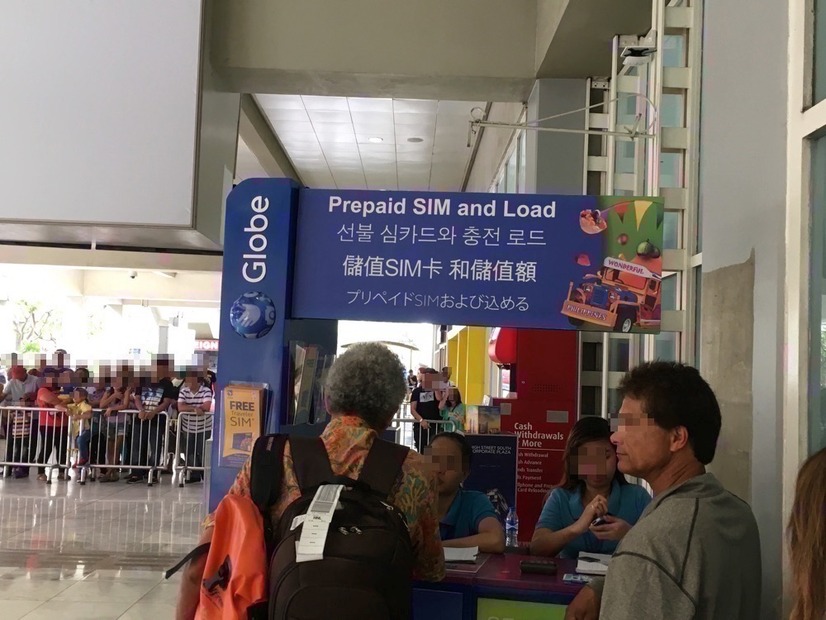 Globe
Prepaid SIM and Load
선불 심카드와 충전 로드
儲值SIM卡 和儲值額
プリペイドSIMおよび込める
WONDERFUL
PHILIPPINES
FREE
Traveler
SIM
Cash
Withdrawals
& More